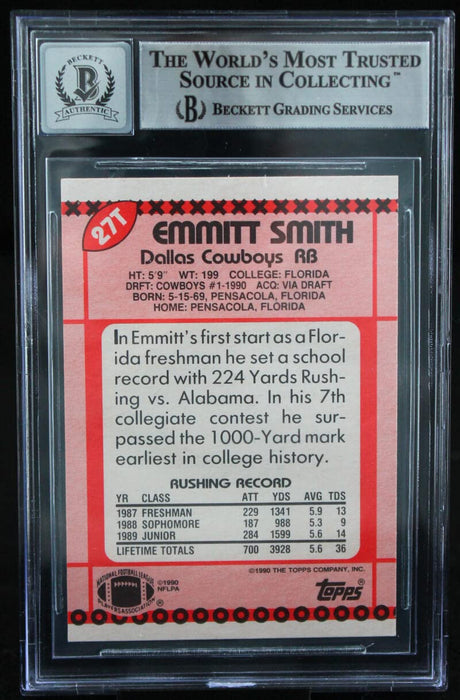 BECKETT
B
AUTHENTIC
THE WORLD'S MOST TRUSTED
SOURCE IN COLLECTING™
B BECKETT GRADING SERVICES
27T
EMMITT SMITH
Dallas Cowboys RB
HT: 5'9" WT: 199 COLLEGE: FLORIDA
DRFT: COWBOYS #1-1990 ACQ: VIA DRAFT
BORN: 5-15-69, PENSACOLA, FLORIDA
HOME: PENSACOLA, FLORIDA
In Emmitt's first start as a Flor-
ida freshman he set a school
record with 224 Yards Rush-
ing vs. Alabama. In his 7th
collegiate contest he sur-
passed the 1000-Yard mark
earliest in college history.
RUSHING RECORD
YR CLASS ATT YDS AVG TDS
1987 FRESHMAN 229 1341 5.9 13
1988 SOPHOMORE 187 988 5.3 9
1989 JUNIOR 284 1599 5.6 14
LIFETIME TOTALS 700 3928 5.6 36
©1990 THE TOPPS COMPANY, INC.
NATIONAL FOOTBALL LEAGUE
PLAYERS ASSOCIATION
©1990
NFLPA
TOPPS